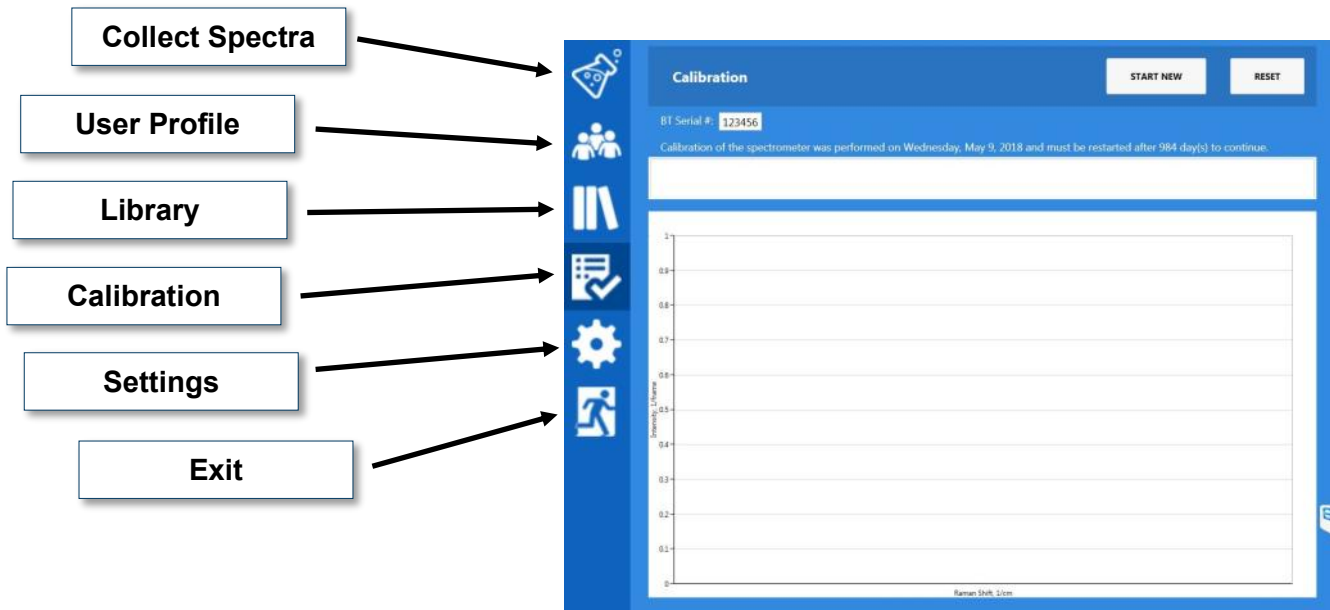 Collect Spectra
User Profile
Library
Calibration
Settings
Exit
Calibration
START NEW
RESET
BT Serial #: 123456
Calibration of the spectrometer was performed on Wednesday, May 9, 2018 and must be restarted after 984 day(s) to continue.
1
0.9
0.8
0.7
0.6
0.5
0.4
0.3
0.2
0.1
0
Intensity, 1/frame
Raman Shift, 1/cm